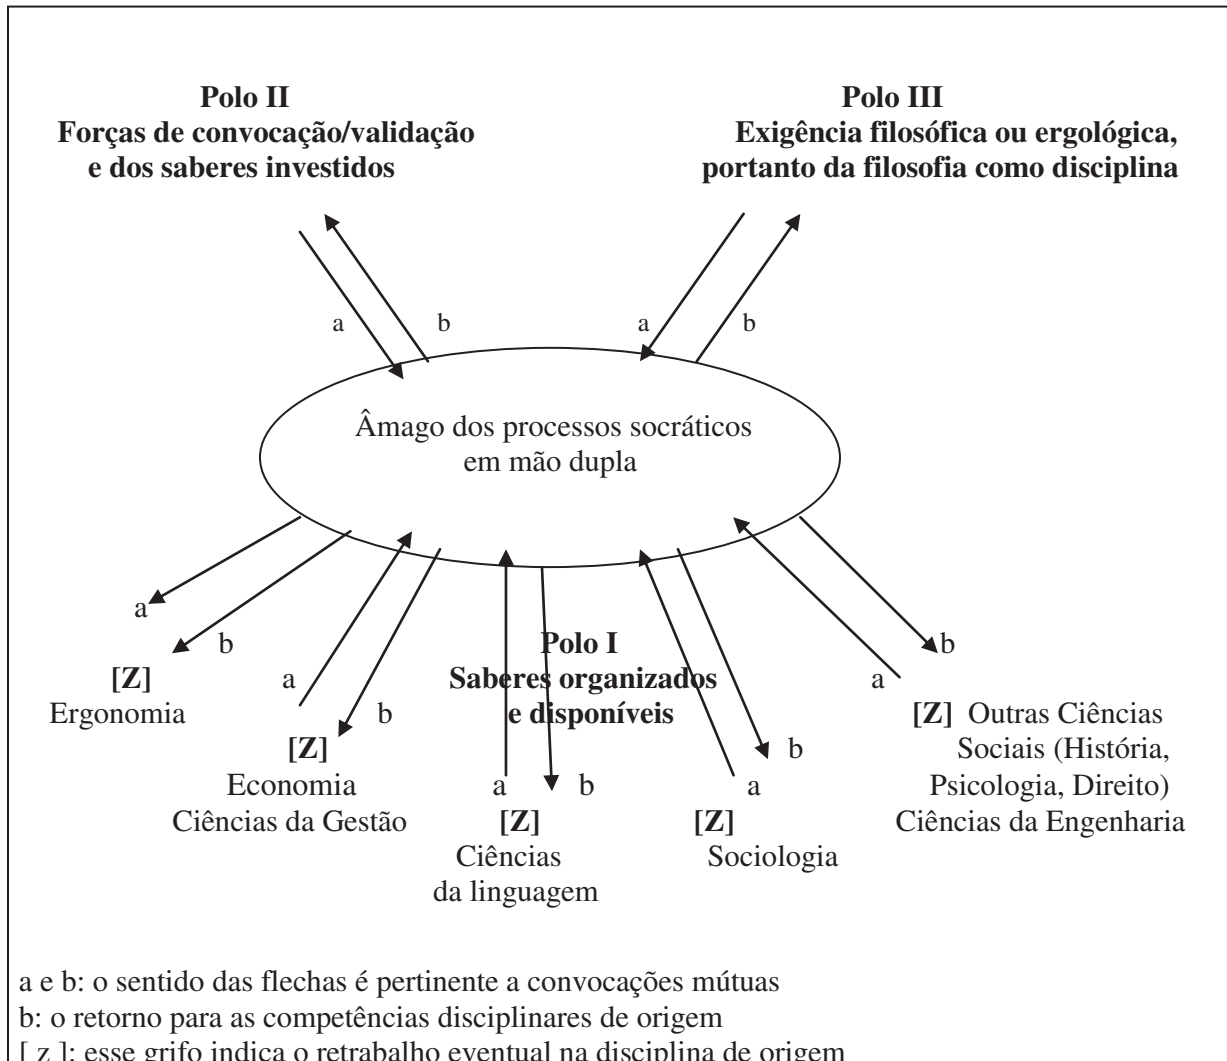 Polo II
Forças de convocação/validação
e dos saberes investidos
Polo III
Exigência filosófica ou ergológica,
portanto da filosofia como disciplina
a
b
a
b
Âmago dos processos socráticos
em mão dupla
a
b
[Z]
Ergonomia
a
b
[Z]
Economia
Ciências da Gestão
Polo I
Saberes organizados
e disponíveis
a
b
[Z]
Ciências
da linguagem
a
b
[Z]
Sociologia
a
b
[Z] Outras Ciências
Sociais (História,
Psicologia, Direito)
Ciências da Engenharia
a e b: o sentido das flechas é pertinente a convocações mútuas
b: o retorno para as competências disciplinares de origem
[ z ]: esse grifo indica o retrabalho eventual na disciplina de origem